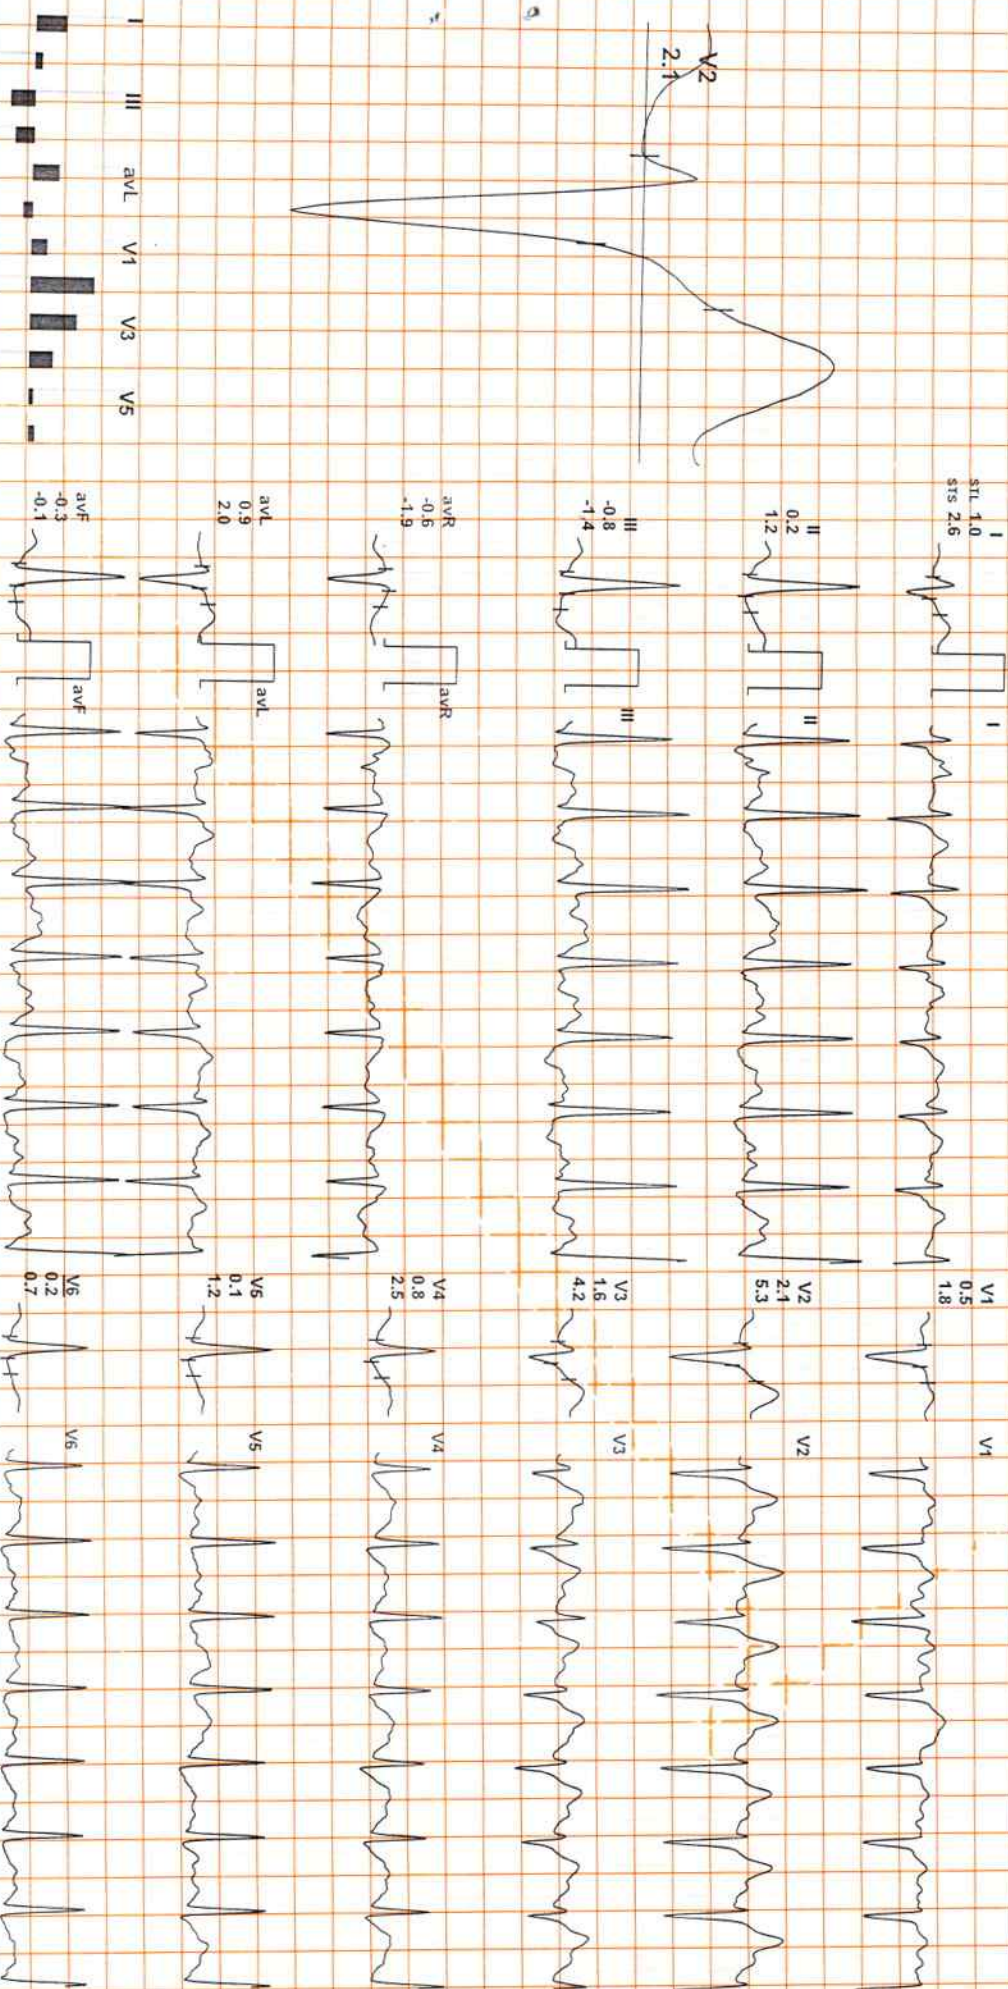 V2
2.1
I III avL V1 V3 V5
I
STL 1.0
STS 2.6
I
II
0.2
1.2
II
III
-0.8
-1.4
III
avR
-0.6
-1.9
avR
avL
0.9
2.0
avL
avF
-0.3
-0.1
avF
V1
0.5
1.8
V1
V2
2.1
5.3
V2
V3
1.6
4.2
V3
V4
0.8
2.5
V4
V5
0.1
1.2
V5
V6
0.2
0.7
V6